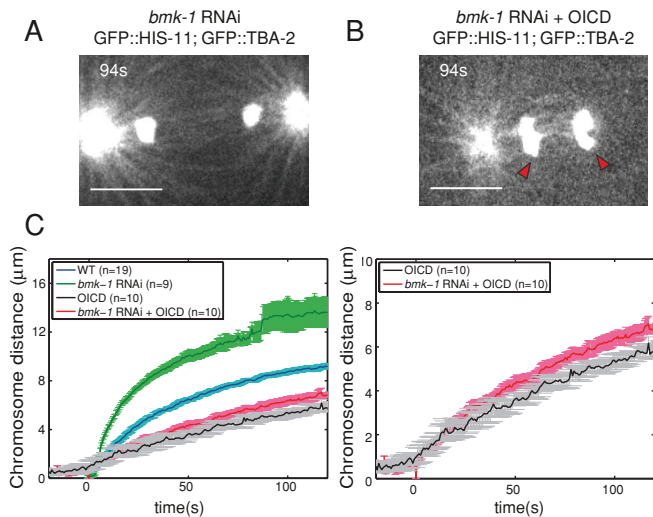 A
bmk-1 RNAi
GFP::HIS-11; GFP::TBA-2
94s
B
bmk-1 RNAi + OICD
GFP::HIS-11; GFP::TBA-2
94s
C
Chromosome distance (μm)
18
14
12
8
4
0
WT (n=19)
bmk-1 RNAi (n=9)
OICD (n=10)
bmk-1 RNAi + OICD (n=10)
0
50
100
time(s)
Chromosome distance (μm)
10
8
6
4
2
0
OICD (n=10)
bmk-1 RNAi + OICD (n=10)
0
50
100
time(s)